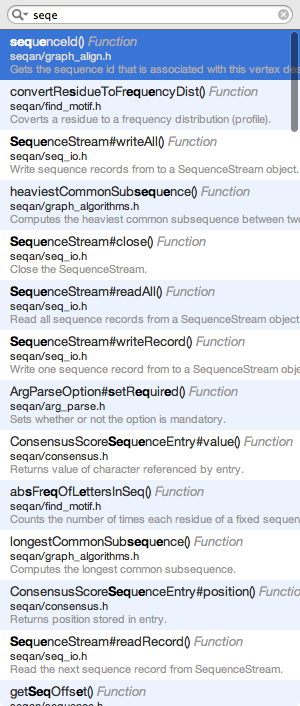 seqe
sequenceId() Function
seqan/graph_align.h
Gets the sequence id that is associated with this vertex des
convertResidueToFrequencyDist() Function
seqan/find_motif.h
Coverts a residue to a frequency distribution (profile).
SequenceStream#writeAll() Function
seqan/seq_io.h
Write sequence records from to a SequenceStream object.
heaviestCommonSubsequence() Function
seqan/graph_algorithms.h
Computes the heaviest common subsequence between two
SequenceStream#close() Function
seqan/seq_io.h
Close the SequenceStream.
SequenceStream#readAll() Function
seqan/seq_io.h
Read all sequence records from a SequenceStream object
SequenceStream#writeRecord() Function
seqan/seq_io.h
Write one sequence record from to a SequenceStream obje
ArgParseOption#setRequired() Function
seqan/arg_parse.h
Sets whether or not the option is mandatory.
ConsensusScoreSequenceEntry#value() Function
seqan/consensus.h
Returns value of character referenced by entry.
absFreqOfLettersInSeq() Function
seqan/find_motif.h
Counts the number of times each residue of a fixed sequen
longestCommonSubsequence() Function
seqan/graph_algorithms.h
Computes the longest common subsequence.
ConsensusScoreSequenceEntry#position() Functio
seqan/consensus.h
Returns position stored in entry.
SequenceStream#readRecord() Function
seqan/seq_io.h
Read the next sequence record from SequenceStream.
getSeqOffset() Function
seqan/sequence.h